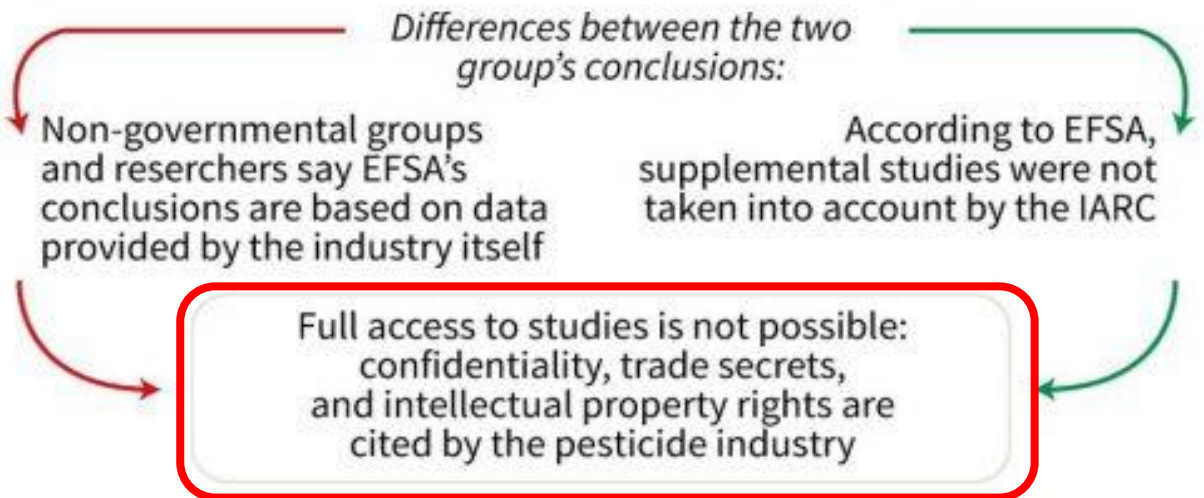 Differences between the two
group's conclusions:
Non-governmental groups
and reserchers say EFSA's
conclusions are based on data
provided by the industry itself
According to EFSA,
supplemental studies were not
taken into account by the IARC
Full access to studies is not possible:
confidentiality, trade secrets,
and intellectual property rights are
cited by the pesticide industry